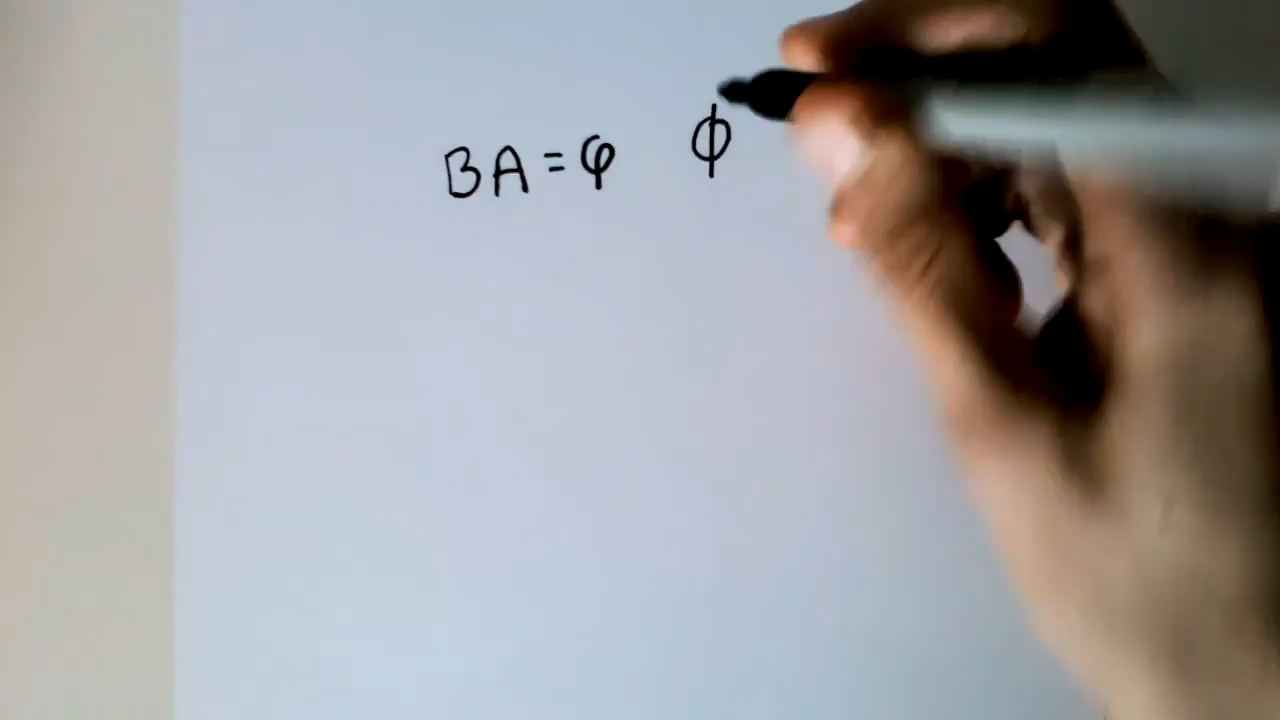 BA = φ ϕ